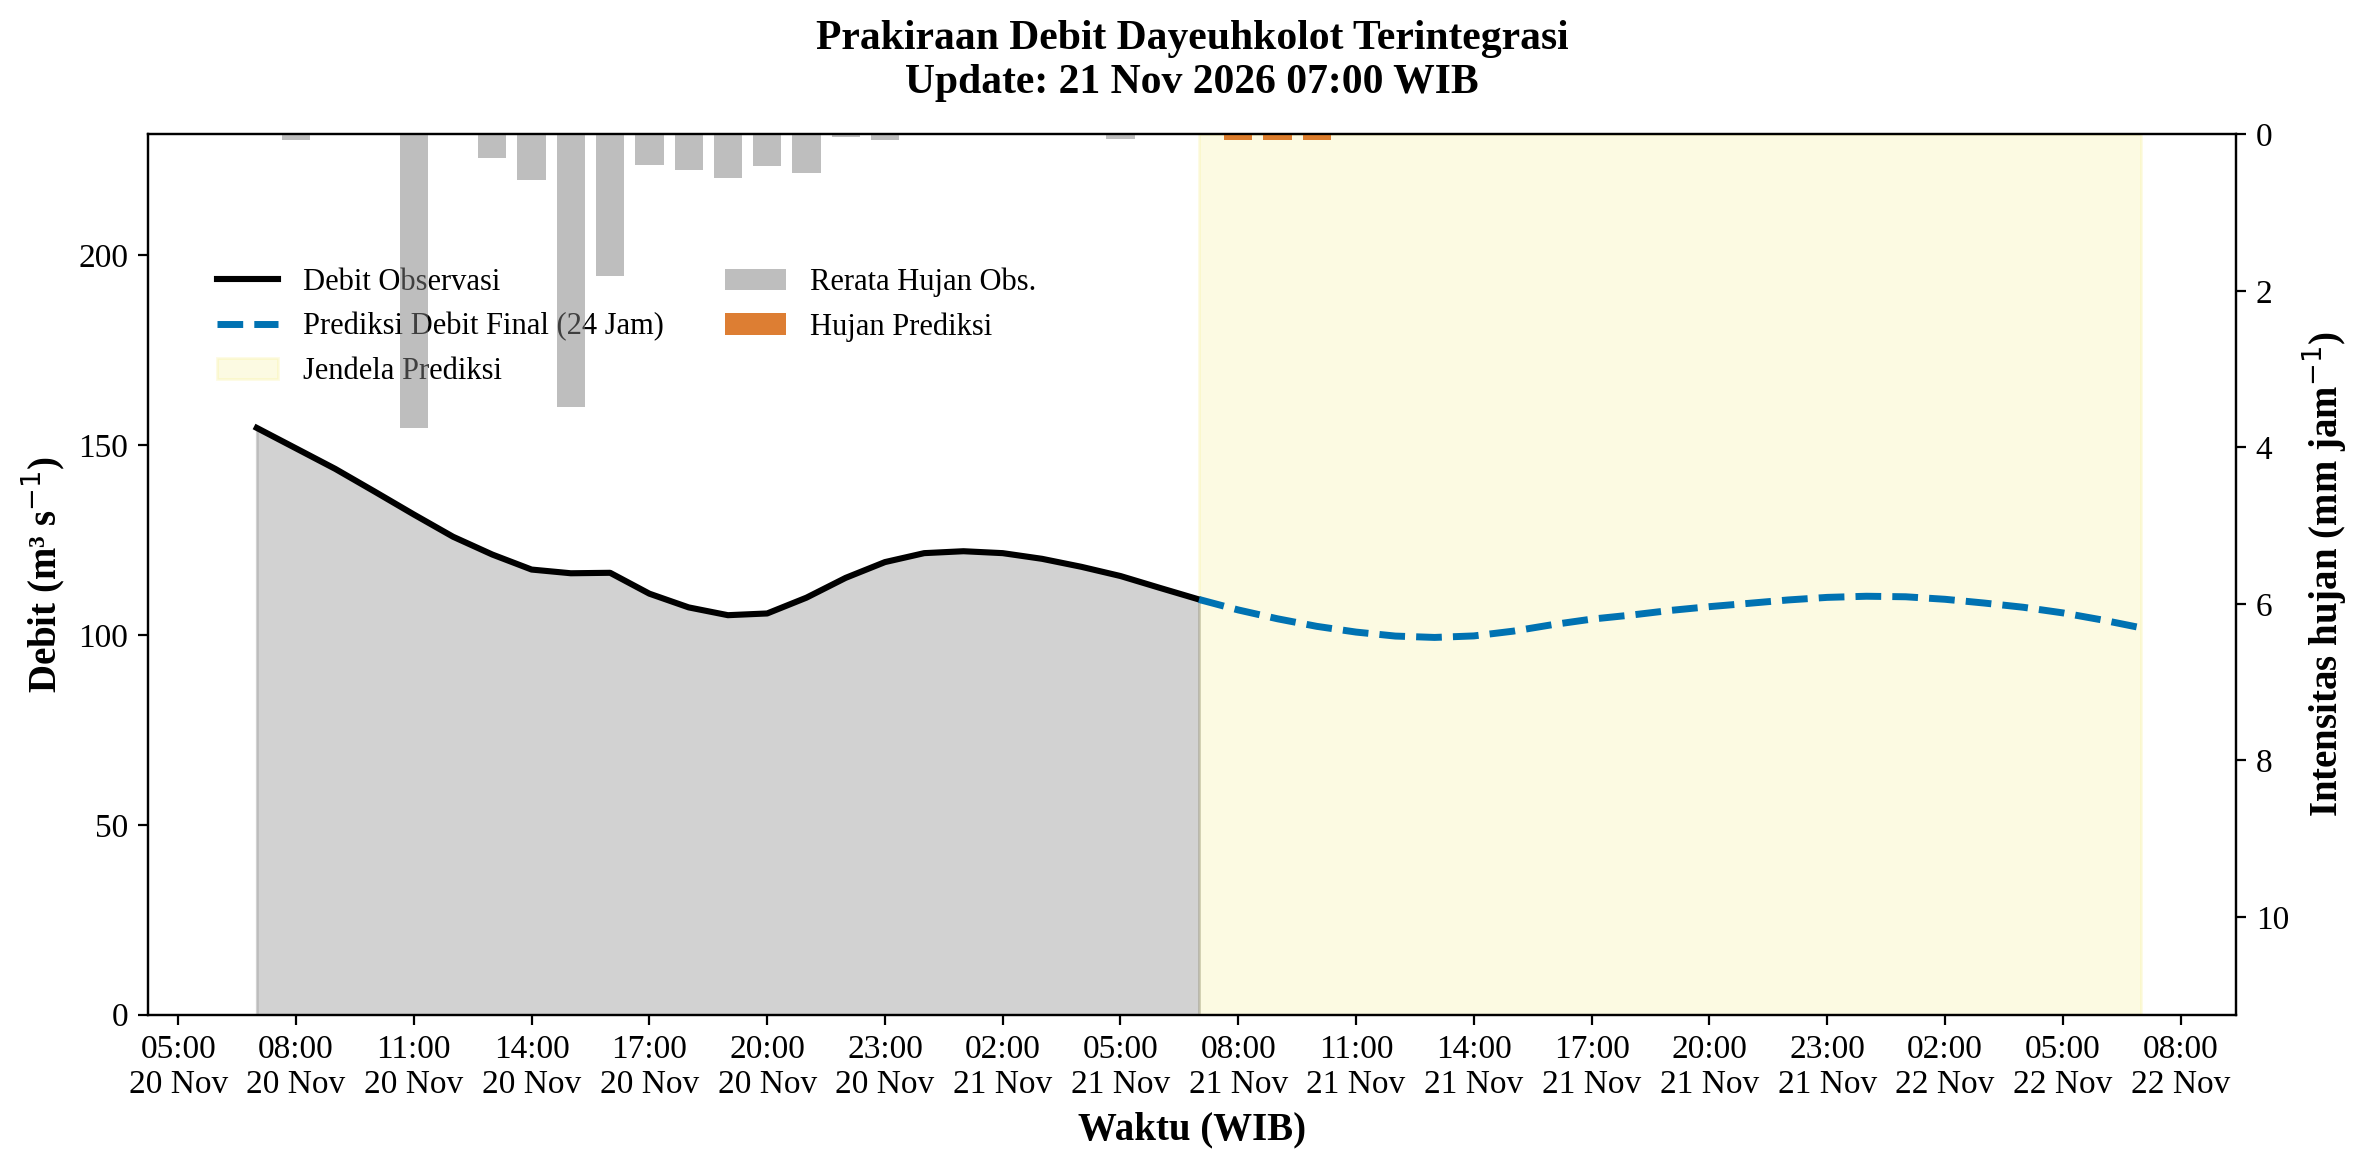 Prakiraan Debit Dayeuhkolot Terintegrasi
Update: 21 Nov 2026 07:00 WIB
Debit (m³ s⁻¹)
200
150
100
50
0
Debit Observasi
Prediksi Debit Final (24 Jam)
Jendela Prediksi
Rerata Hujan Obs.
Hujan Prediksi
0
2
4
6
8
10
Intensitas hujan (mm jam⁻¹)
05:00 08:00 11:00 14:00 17:00 20:00 23:00 02:00 05:00 08:00 11:00 14:00 17:00 20:00 23:00 02:00 05:00 08:00
20 Nov 20 Nov 20 Nov 20 Nov 20 Nov 20 Nov 20 Nov 21 Nov 21 Nov 21 Nov 21 Nov 21 Nov 21 Nov 21 Nov 21 Nov 22 Nov 22 Nov 22 Nov
Waktu (WIB)